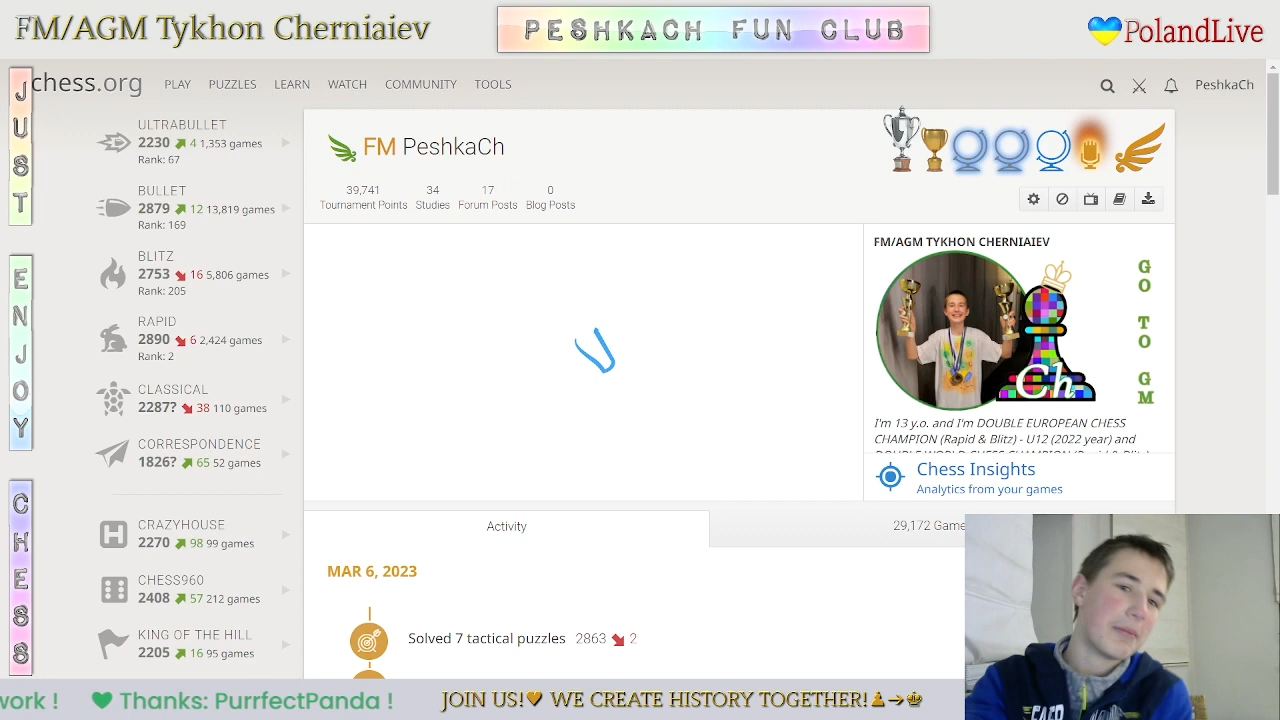 FM/AGM Tykhon Cherniaiev
PESHKACH FUN CLUB
PolandLive
JUST
ENJOY
CHESS
chess.org
PLAY PUZZLES LEARN WATCH COMMUNITY TOOLS
PeshkaCh
ULTRABULLET
2230 4 1,353 games
Rank: 67
BULLET
2879 12 13,819 games
Rank: 169
BLITZ
2753 16 5,806 games
Rank: 205
RAPID
2890 6 2,424 games
Rank: 2
CLASSICAL
2287? 38 110 games
CORRESPONDENCE
1826? 65 52 games
CRAZYHOUSE
2270 98 99 games
CHESS960
2408 57 212 games
KING OF THE HILL
2205 16 95 games
FM PeshkaCh
39,741 34 17 0
Tournament Points Studies Forum Posts Blog Posts
FM/AGM TYKHON CHERNIAIEV
Ch
GO
TO
GM
I'm 13 y.o. and I'm DOUBLE EUROPEAN CHESS
CHAMPION (Rapid & Blitz) - U12 (2022 year) and
DOUBLE WORLD CHESS CHAMPION (Rapid & Blitz)
Chess Insights
Analytics from your games
Activity
29,172 Game
MAR 6, 2023
Solved 7 tactical puzzles 2863 2
work ! Thanks: PurrfectPanda !
JOIN US! WE CREATE HISTORY TOGETHER!